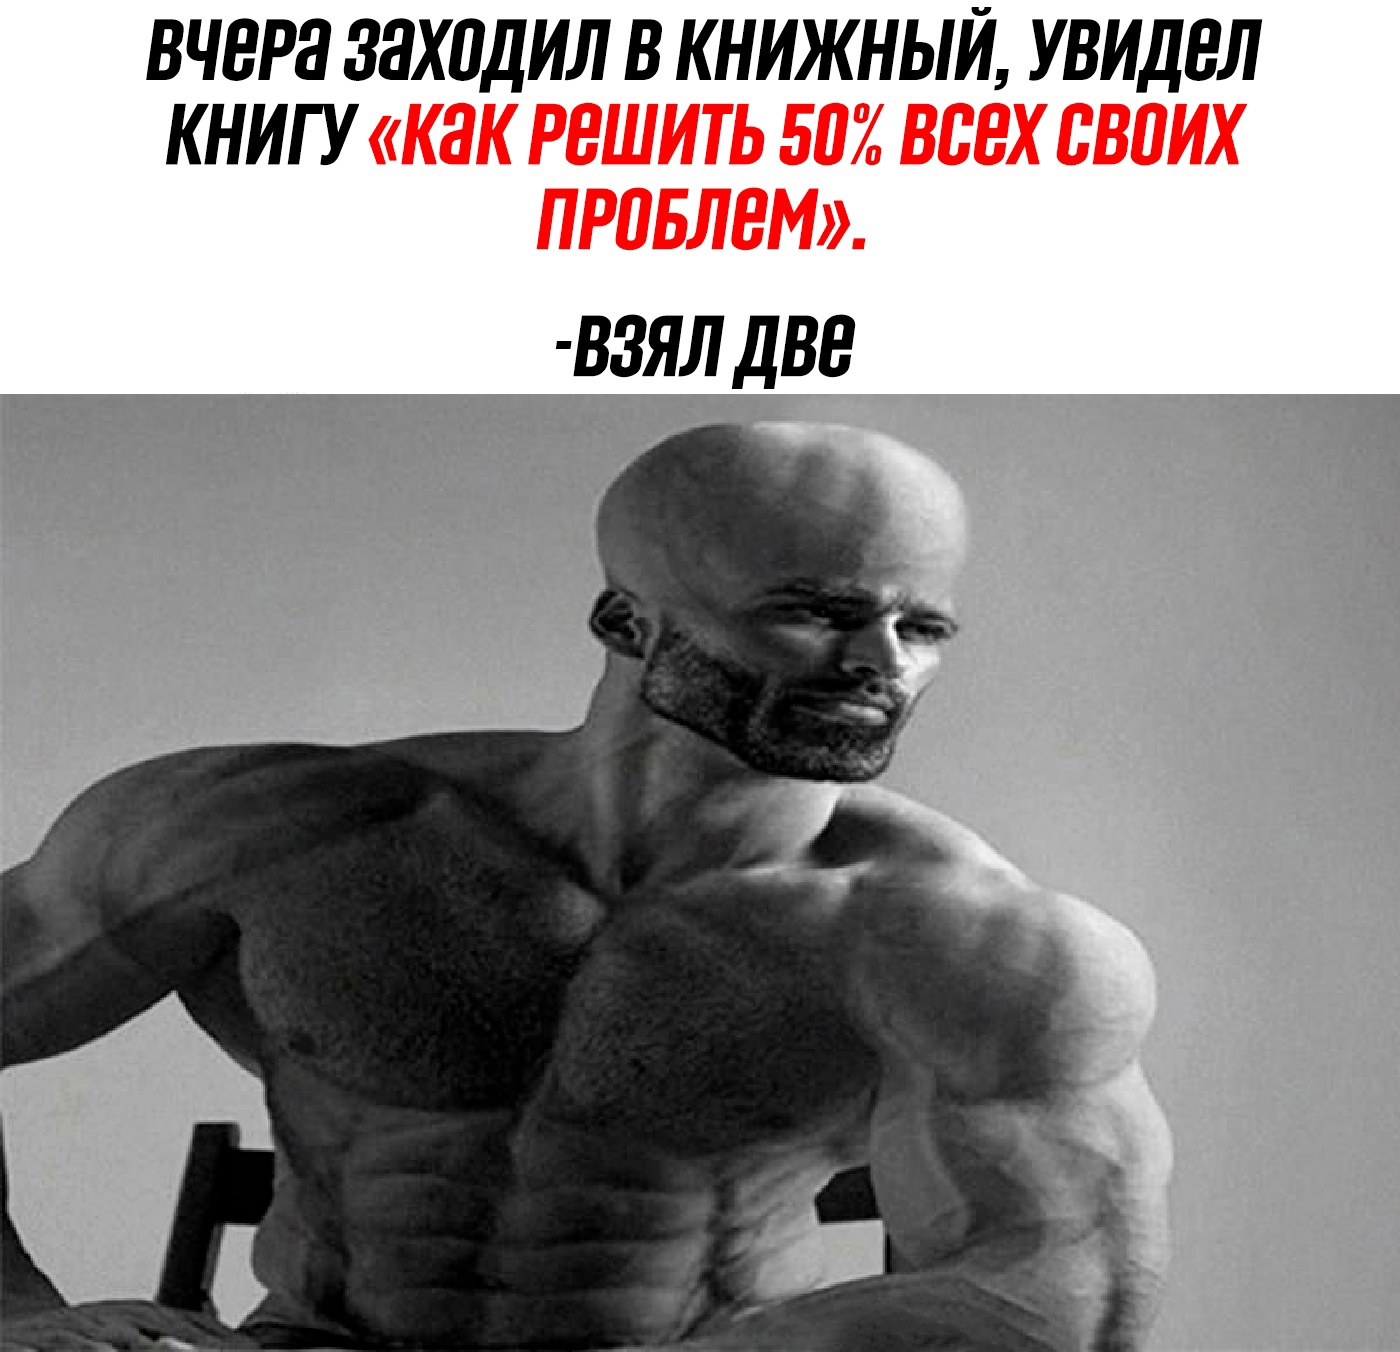 Вчера заходил в книжный, увидел
книгу «Как решить 50% всех своих
проблем».
-Взял две